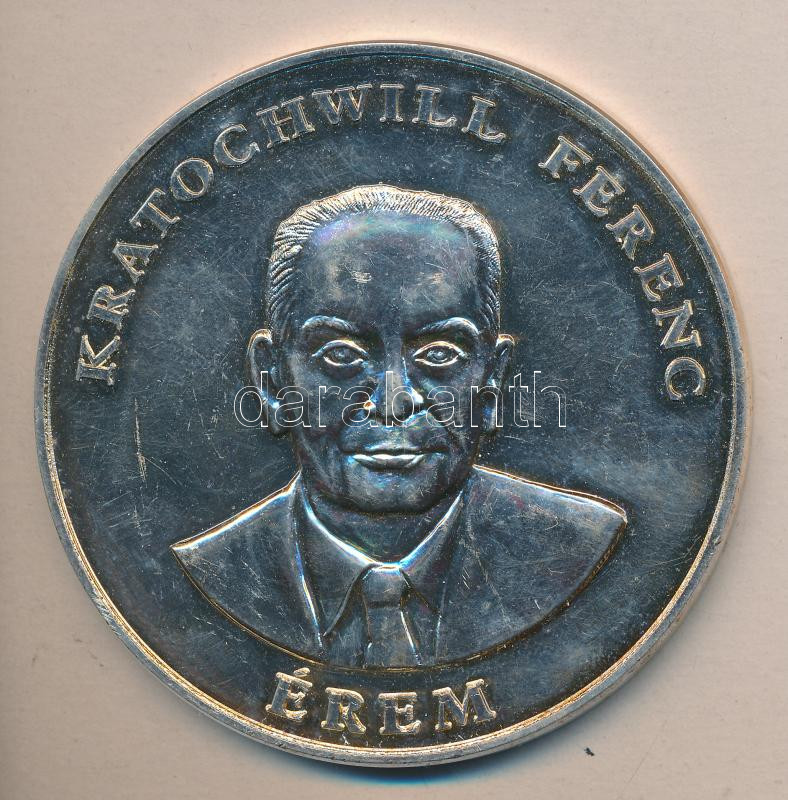 KRATOCHWILL FERENC
darabanth
ÉREM